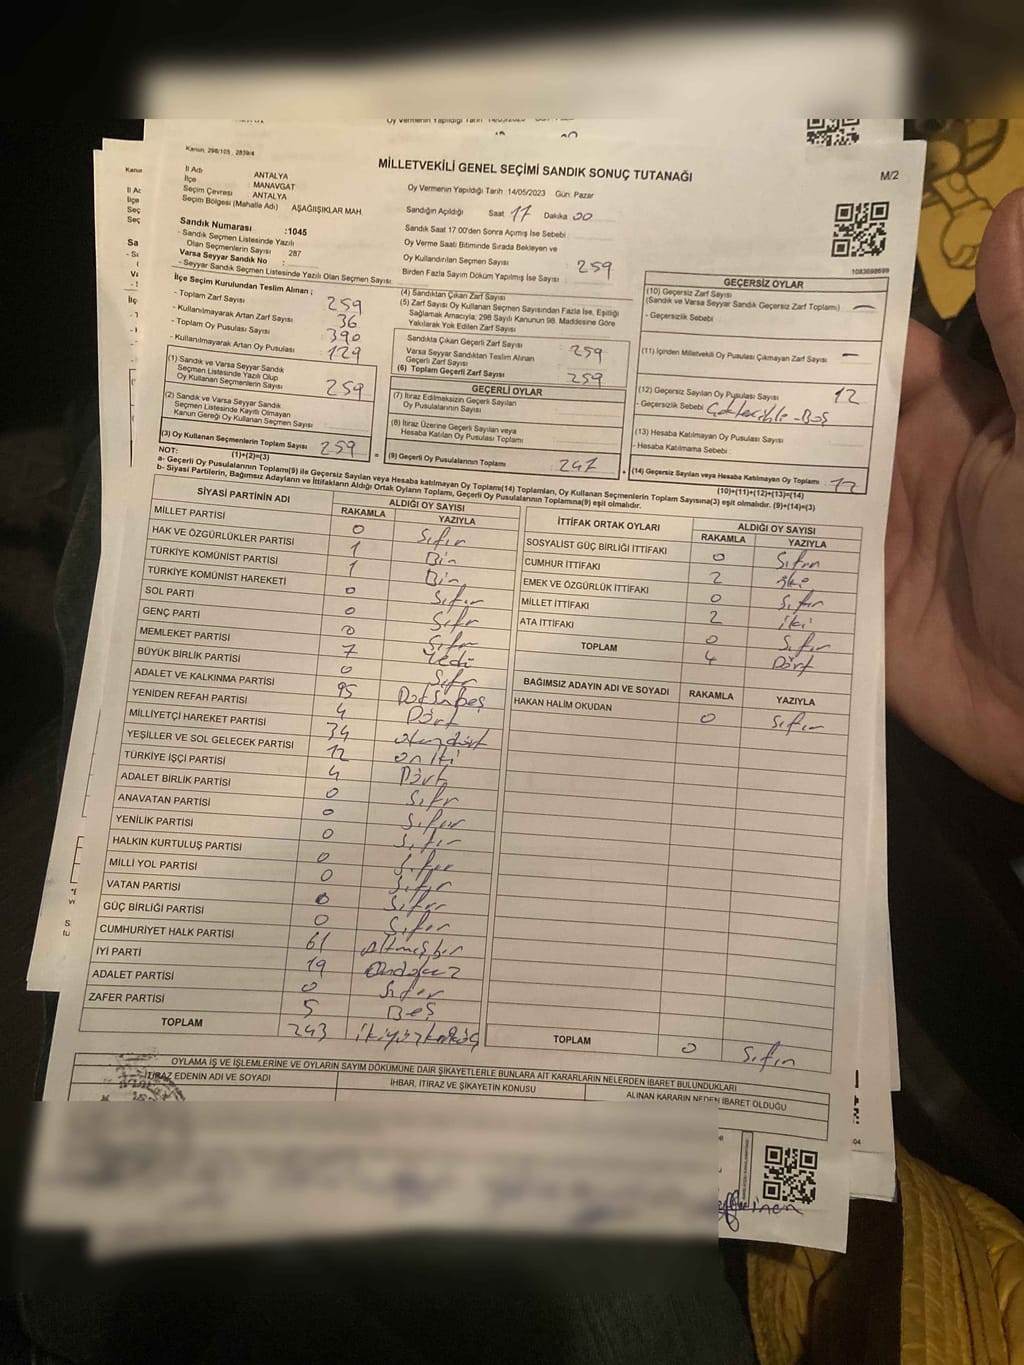 Oy Vermenin Yapıldığı Tarih
Kanun, 298/105 , 2839/4
MİLLETVEKİLİ GENEL SEÇİMİ SANDIK SONUÇ TUTANAĞI
M/2
İl Adı ANTALYA
İlçe MANAVGAT
Seçim Çevresi ANTALYA
Seçim Bölgesi (Mahalle Adı) AŞAĞIIŞIKLAR MAH.
Sandık Numarası :1045
- Sandık Seçmen Listesinde Yazılı
Olan Seçmenlerin Sayısı 287
Varsa Seyyar Sandık No :
- Seyyar Sandık Seçmen Listesinde Yazılı Olan Seçmen Sayısı
Oy Vermenin Yapıldığı Tarih 14/05/2023 Gün: Pazar
Sandığın Açıldığı Saat 17 Dakika 00
Sandık Saat 17:00'den Sonra Açılmış İse Sebebi
Oy Verme Saati Bitiminde Sırada Bekleyen ve
Oy Kullandırılan Seçmen Sayısı 259
Birden Fazla Sayım Döküm Yapılmış İse Sayısı
1083698699
İlçe Seçim Kurulundan Teslim Alınan ;
- Toplam Zarf Sayısı 259
- Kullanılmayarak Artan Zarf Sayısı 36
- Toplam Oy Pusulası Sayısı 390
- Kullanılmayarak Artan Oy Pusulası 129
(1) Sandık ve Varsa Seyyar Sandık
Seçmen Listesinde Yazılı Olup
Oy Kullanan Seçmenlerin Sayısı 259
(2) Sandık ve Varsa Seyyar Sandık
Seçmen Listesinde Kayıtlı Olmayan
Kanun Gereği Oy Kullanan Seçmen Sayısı
(3) Oy Kullanan Seçmenlerin Toplam Sayısı 259
(1)+(2)=(3)
(4) Sandıktan Çıkan Zarf Sayısı
(5) Zarf Sayısı Oy Kullanan Seçmen Sayısından Fazla İse, Eşitliği
Sağlamak Amacıyla; 298 Sayılı Kanunun 98. Maddesine Göre
Yakılarak Yok Edilen Zarf Sayısı
Sandıkta Çıkan Geçerli Zarf Sayısı 259
Varsa Seyyar Sandıktan Teslim Alınan
Geçerli Zarf Sayısı
(6) Toplam Geçerli Zarf Sayısı 259
GEÇERLİ OYLAR
(7) İtiraz Edilmeksizin Geçerli Sayılan
Oy Pusulalarının Sayısı
(8) İtiraz Üzerine Geçerli Sayılan veya
Hesaba Katılan Oy Pusulası Toplamı
(9) Geçerli Oy Pusulalarının Toplamı 247
GEÇERSİZ OYLAR
(10) Geçersiz Zarf Sayısı
(Sandık ve Varsa Seyyar Sandık Geçersiz Zarf Toplamı) —
- Geçersizlik Sebebi
(11) İçinden Milletvekili Oy Pusulası Çıkmayan Zarf Sayısı —
(12) Geçersiz Sayılan Oy Pusulası Sayısı 12
- Geçersizlik Sebebi - Boş
(13) Hesaba Katılmayan Oy Pusulası Sayısı
- Hesaba Katılmama Sebebi
(14) Geçersiz Sayılan veya Hesaba Katılmayan Oy Toplamı 12
(10)+(11)+(12)+(13)=(14)
NOT:
a- Geçerli Oy Pusulalarının Toplamı(9) ile Geçersiz Sayılan veya Hesaba katılmayan Oy Toplamı(14) Toplamları, Oy Kullanan Seçmenlerin Toplam Sayısına(3) eşit olmalıdır. (9)+(14)=(3)
b- Siyasi Partilerin, Bağımsız Adayların ve İttifakların Aldığı Ortak Oyların Toplamı, Geçerli Oy Pusulalarının Toplamına(9) eşit olmalıdır.
SİYASİ PARTİNİN ADI ALDIĞI OY SAYISI
RAKAMLA YAZIYLA
MİLLET PARTİSİ 0 Sıfır
HAK VE ÖZGÜRLÜKLER PARTİSİ 1 Bir
TÜRKİYE KOMÜNİST PARTİSİ 1 Bir
TÜRKİYE KOMÜNİST HAREKETİ 0 Sıfır
SOL PARTİ 0 Sıfır
GENÇ PARTİ 0 Sıfır
MEMLEKET PARTİSİ 7 Yedi
BÜYÜK BİRLİK PARTİSİ 0 Sıfır
ADALET VE KALKINMA PARTİSİ 95
YENİDEN REFAH PARTİSİ 4 Dört
MİLLİYETÇİ HAREKET PARTİSİ 34 otuzdört
YEŞİLLER VE SOL GELECEK PARTİSİ 12 on iki
TÜRKİYE İŞÇİ PARTİSİ 4 Dört
ADALET BİRLİK PARTİSİ 0 Sıfır
ANAVATAN PARTİSİ 0 Sıfır
YENİLİK PARTİSİ 0 Sıfır
HALKIN KURTULUŞ PARTİSİ 0 Sıfır
MİLLİ YOL PARTİSİ 0 Sıfır
VATAN PARTİSİ 0 Sıfır
GÜÇ BİRLİĞİ PARTİSİ 0 Sıfır
CUMHURİYET HALK PARTİSİ 61 Altmışbir
İYİ PARTİ 19 Ondokuz
ADALET PARTİSİ 0 Sıfır
ZAFER PARTİSİ 5 Beş
TOPLAM 243 ikiyüzkırküç
İTTİFAK ORTAK OYLARI ALDIĞI OY SAYISI
RAKAMLA YAZIYLA
SOSYALİST GÜÇ BİRLİĞİ İTTİFAKI 0 Sıfır
CUMHUR İTTİFAKI 2 iki
EMEK VE ÖZGÜRLÜK İTTİFAKI 0 Sıfır
MİLLET İTTİFAKI 2 iki
ATA İTTİFAKI 0 Sıfır
TOPLAM 4 Dört
BAĞIMSIZ ADAYIN ADI VE SOYADI RAKAMLA YAZIYLA
HAKAN HALİM OKUDAN 0 Sıfır
TOPLAM 0 Sıfır
OYLAMA İŞ VE İŞLEMLERİNE VE OYLARIN SAYIM DÖKÜMÜNE DAİR ŞİKAYETLERLE BUNLARA AİT KARARLARIN NELERDEN İBARET BULUNDUKLARI
İTİRAZ EDENİN ADI VE SOYADI İHBAR, İTİRAZ VE ŞİKAYETİN KONUSU ALINAN KARARIN NEDEN İBARET OLDUĞU